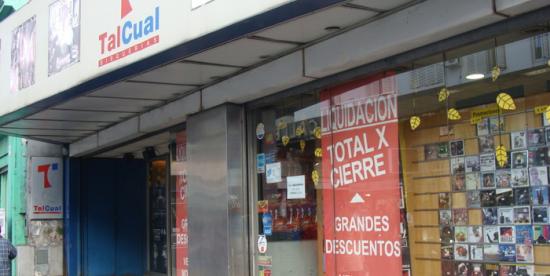 TalCual
DISQUERIAS
TalCual
LIQUIDACIÓN
TOTAL X
CIERRE
GRANDES
DESCUENTOS